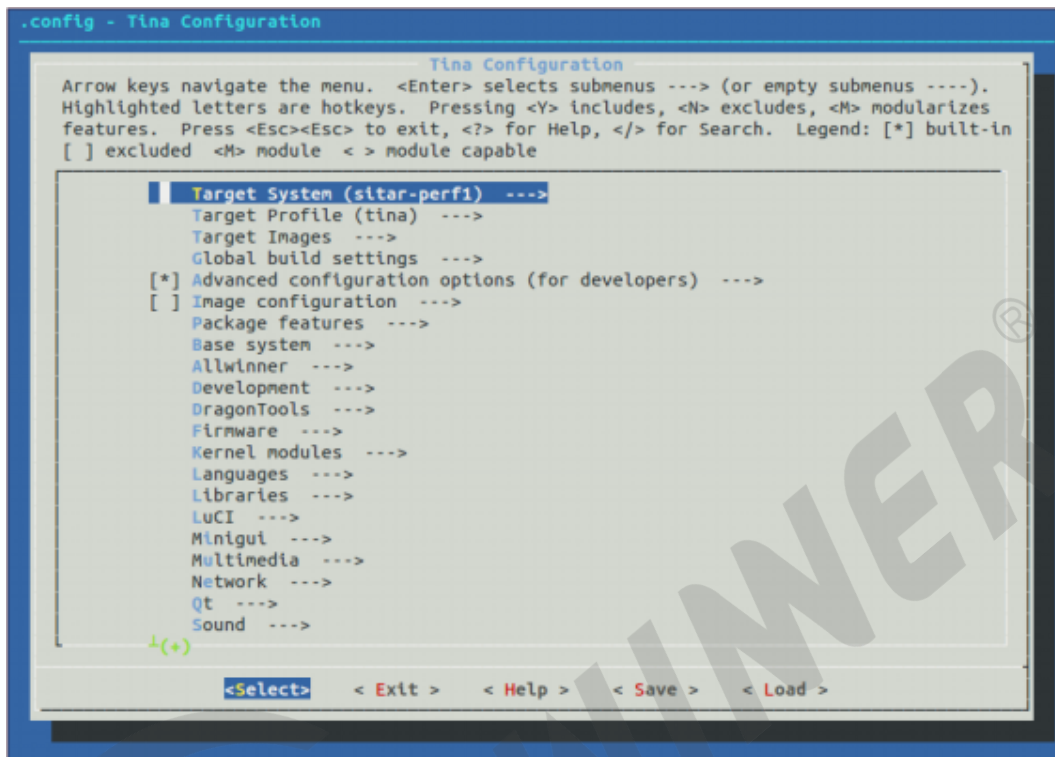 .config - Tina Configuration
Tina Configuration
Arrow keys navigate the menu.  <Enter> selects submenus ---> (or empty submenus ----).
Highlighted letters are hotkeys.  Pressing <Y> includes, <N> excludes, <M> modularizes
features.  Press <Esc><Esc> to exit, <?> for Help, </> for Search.  Legend: [*] built-in
[ ] excluded  <M> module  < > module capable
Target System (sitar-perf1)  --->
Target Profile (tina)  --->
Target Images  --->
Global build settings  --->
[*] Advanced configuration options (for developers)  --->
[ ] Image configuration  --->
Package features  --->
Base system  --->
Allwinner  --->
Development  --->
DragonTools  --->
Firmware  --->
Kernel modules  --->
Languages  --->
Libraries  --->
LuCI  --->
Minigui  --->
Multimedia  --->
Network  --->
Qt  --->
Sound  --->
┴(+)
<Select>    < Exit >    < Help >    < Save >    < Load >
WINNER®